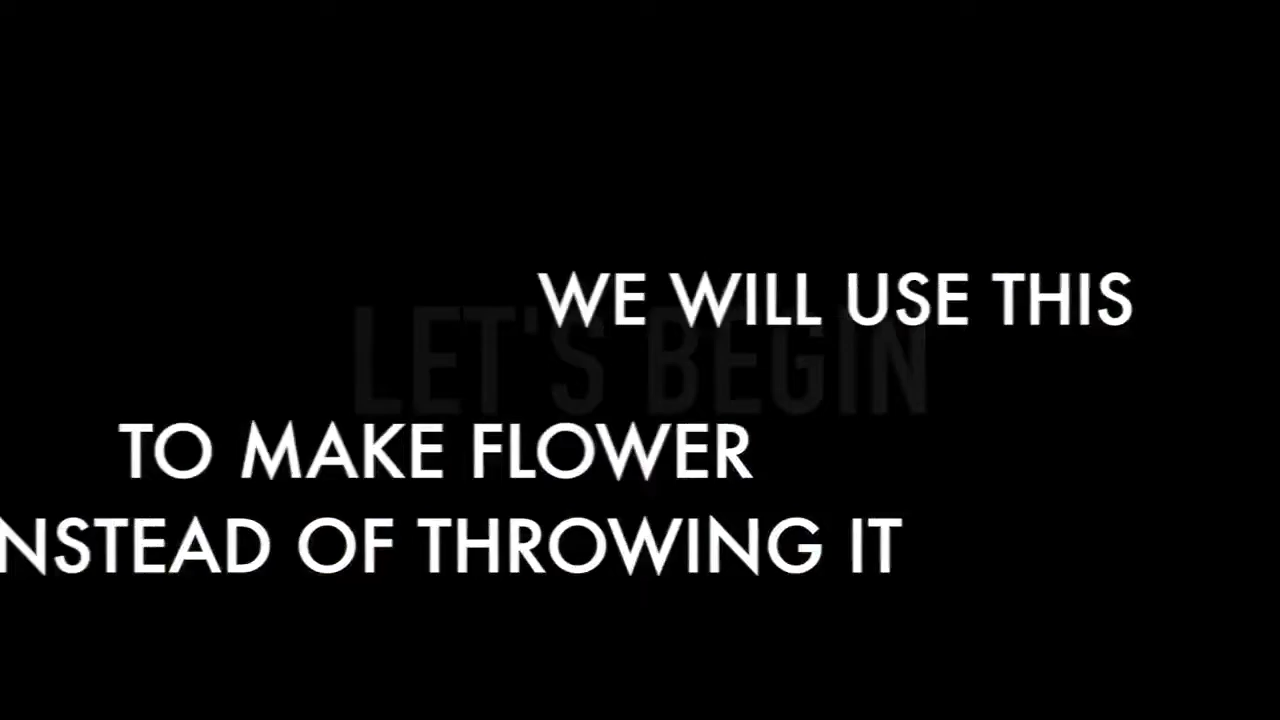 WE WILL USE THIS
LET'S BEGIN
TO MAKE FLOWER
NSTEAD OF THROWING IT